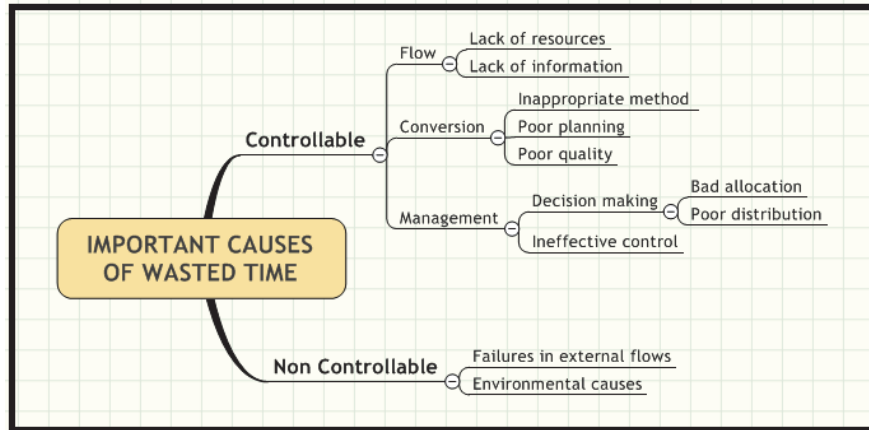 IMPORTANT CAUSES
OF WASTED TIME
Controllable
Flow
Lack of resources
Lack of information
Conversion
Inappropriate method
Poor planning
Poor quality
Management
Decision making
Bad allocation
Poor distribution
Ineffective control
Non Controllable
Failures in external flows
Environmental causes